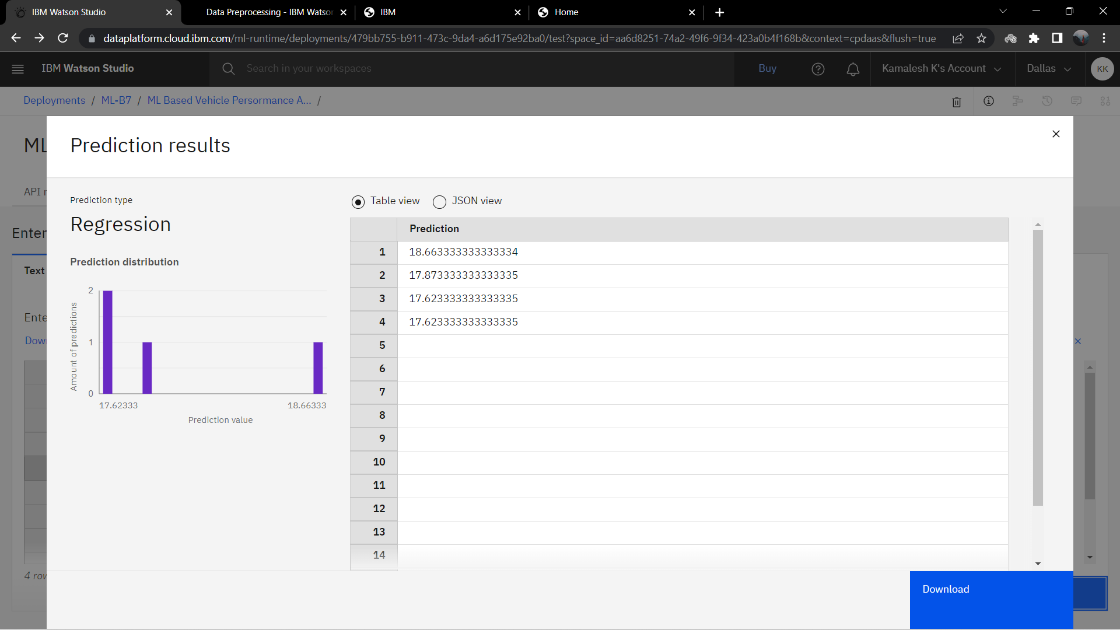 IBM Watson Studio
Data Preprocessing - IBM Watso
IBM
Home
dataplatform.cloud.ibm.com/ml-runtime/deployments/479bb755-b911-473c-9da4-a6d175e92ba0/test?space_id=aa6d8251-74a2-49f6-9f34-423a0b4f168b&context=cpdaas&flush=true
IBM Watson Studio
Search in your workspaces
Buy
Kamalesh K's Account
Dallas
KK
Deployments / ML-B7 / ML Based Vehicle Persormance A... /
ML
Prediction results
API r
Prediction type
Table view
JSON view
Regression
Prediction
Enter
1 18.663333333333334
Prediction distribution
Text
2 17.873333333333335
2
3 17.623333333333335
Ente
4 17.623333333333335
Amount of predictions
1
Dow
5
6
7
0
17.62333
18.66333
8
Prediction value
9
10
11
12
13
14
4 row
Download